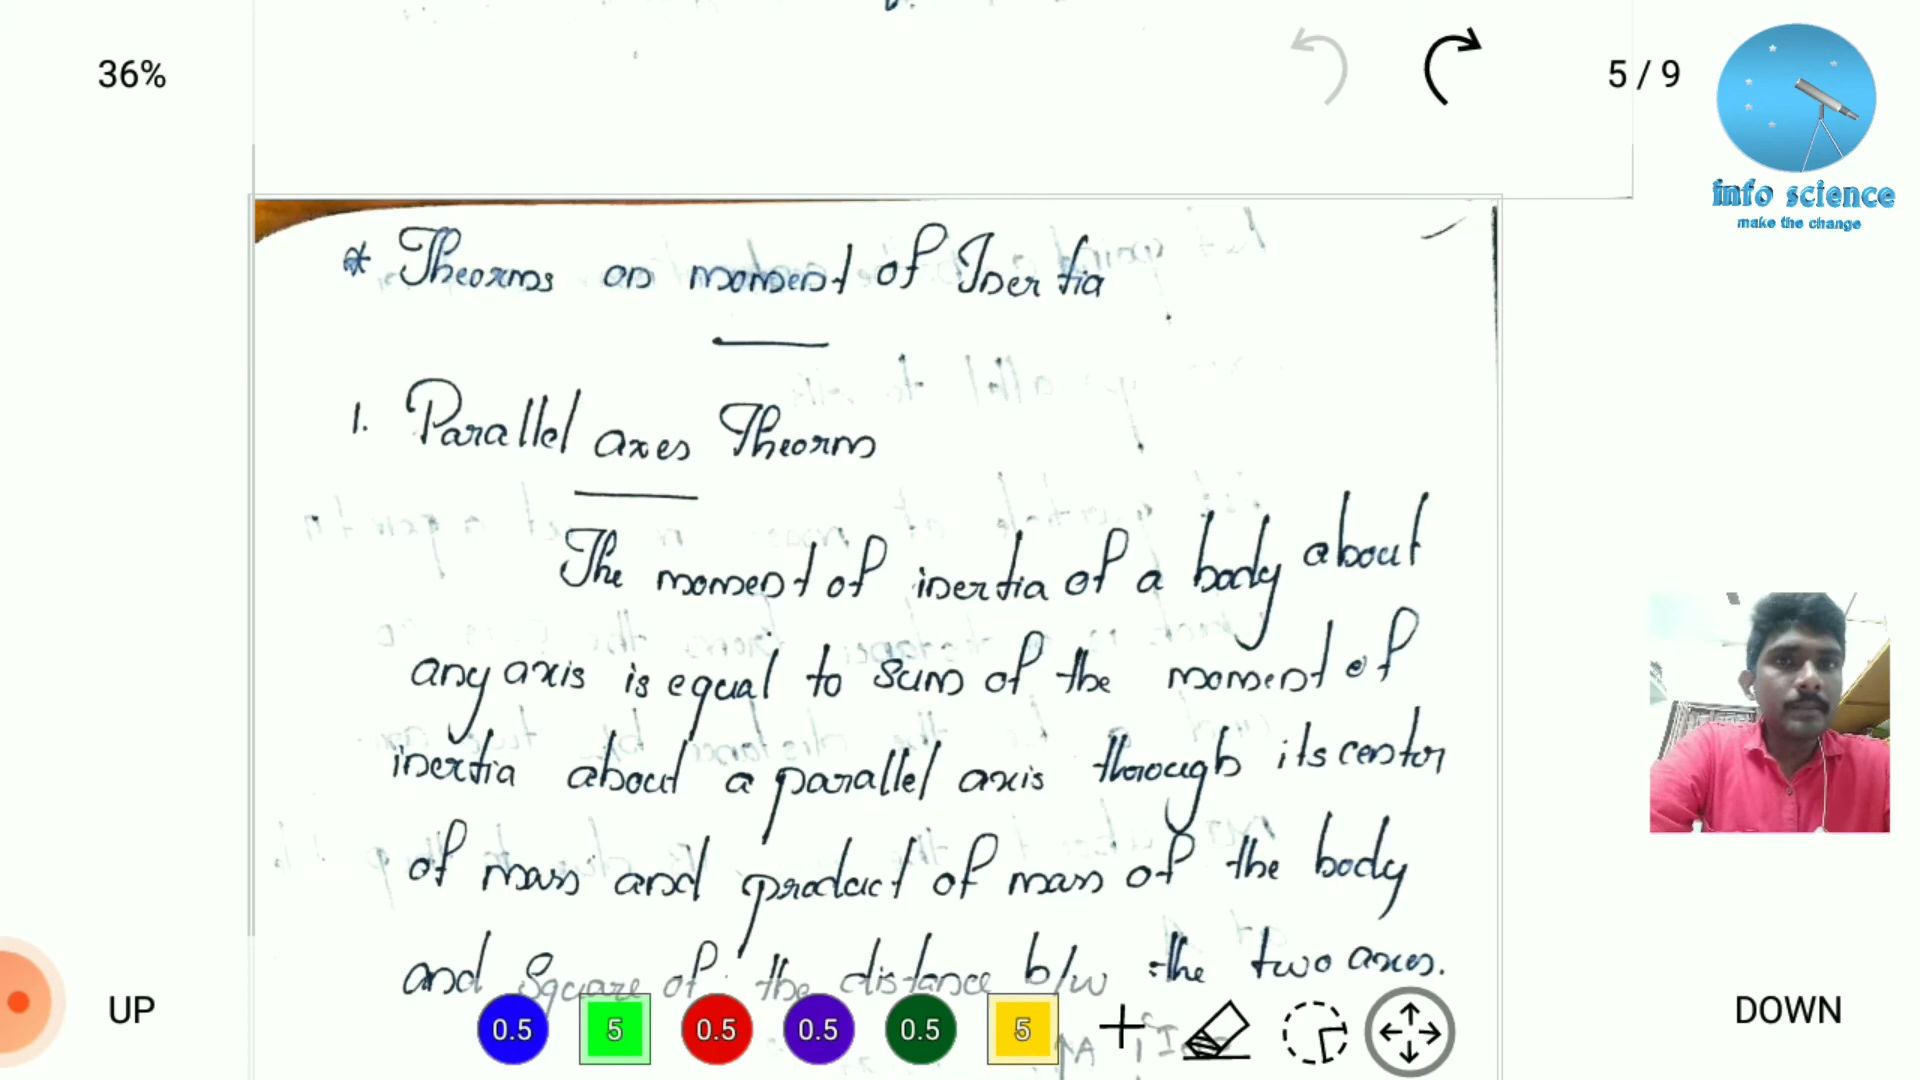 36%
5 / 9
info science
make the change
* Theorms on moment of Inertia
1. Parallel axes Theorm
The moment of inertia of a body about
any axis is equal to sum of the moment of
inertia about a parallel axis through its center
of mass and product of mass of the body
and Square of the distance b/w the two axes.
UP
0.5
5
0.5
0.5
0.5
5
DOWN